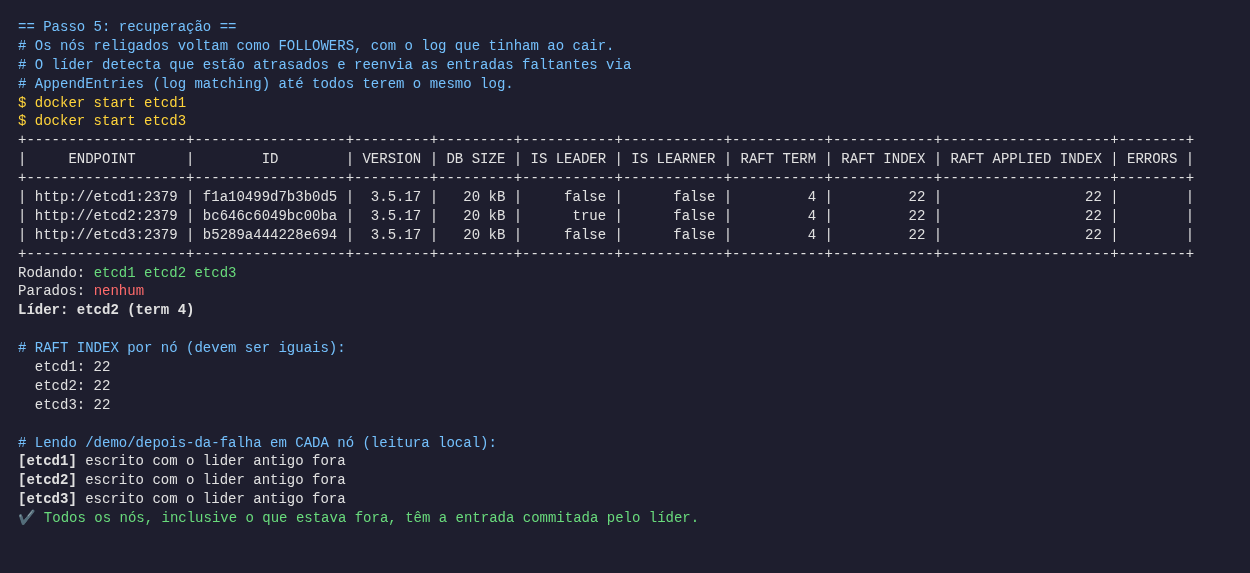 == Passo 5: recuperação ==
# Os nós religados voltam como FOLLOWERS, com o log que tinham ao cair.
# O líder detecta que estão atrasados e reenvia as entradas faltantes via
# AppendEntries (log matching) até todos terem o mesmo log.
$ docker start etcd1
$ docker start etcd3
+-------------------+------------------+---------+---------+-----------+------------+-----------+------------+--------------------+--------+
|     ENDPOINT      |        ID        | VERSION | DB SIZE | IS LEADER | IS LEARNER | RAFT TERM | RAFT INDEX | RAFT APPLIED INDEX | ERRORS |
+-------------------+------------------+---------+---------+-----------+------------+-----------+------------+--------------------+--------+
| http://etcd1:2379 | f1a10499d7b3b0d5 |  3.5.17 |   20 kB |     false |      false |         4 |         22 |                 22 |        |
| http://etcd2:2379 | bc646c6049bc00ba |  3.5.17 |   20 kB |      true |      false |         4 |         22 |                 22 |        |
| http://etcd3:2379 | b5289a444228e694 |  3.5.17 |   20 kB |     false |      false |         4 |         22 |                 22 |        |
+-------------------+------------------+---------+---------+-----------+------------+-----------+------------+--------------------+--------+
Rodando: etcd1 etcd2 etcd3
Parados: nenhum
Líder: etcd2 (term 4)
# RAFT INDEX por nó (devem ser iguais):
  etcd1: 22
  etcd2: 22
  etcd3: 22
# Lendo /demo/depois-da-falha em CADA nó (leitura local):
[etcd1] escrito com o lider antigo fora
[etcd2] escrito com o lider antigo fora
[etcd3] escrito com o lider antigo fora
✔ Todos os nós, inclusive o que estava fora, têm a entrada commitada pelo líder.